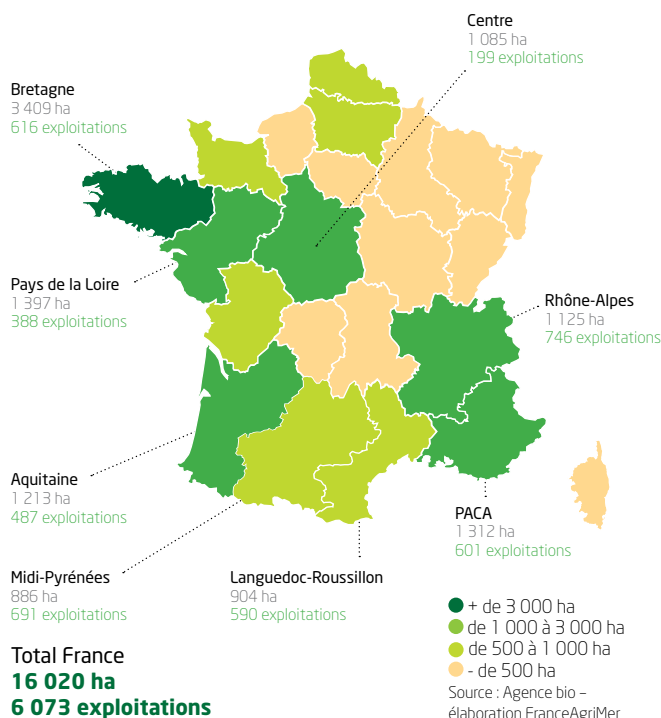 Centre
1 085 ha
199 exploitations
Bretagne
3 409 ha
616 exploitations
Pays de la Loire
1 397 ha
388 exploitations
Rhône-Alpes
1 125 ha
746 exploitations
Aquitaine
1 213 ha
487 exploitations
PACA
1 312 ha
601 exploitations
Midi-Pyrénées
886 ha
691 exploitations
Languedoc-Roussillon
904 ha
590 exploitations
+ de 3 000 ha
de 1 000 à 3 000 ha
de 500 à 1 000 ha
- de 500 ha
Source : Agence bio –
élaboration FranceAgriMer
Total France
16 020 ha
6 073 exploitations